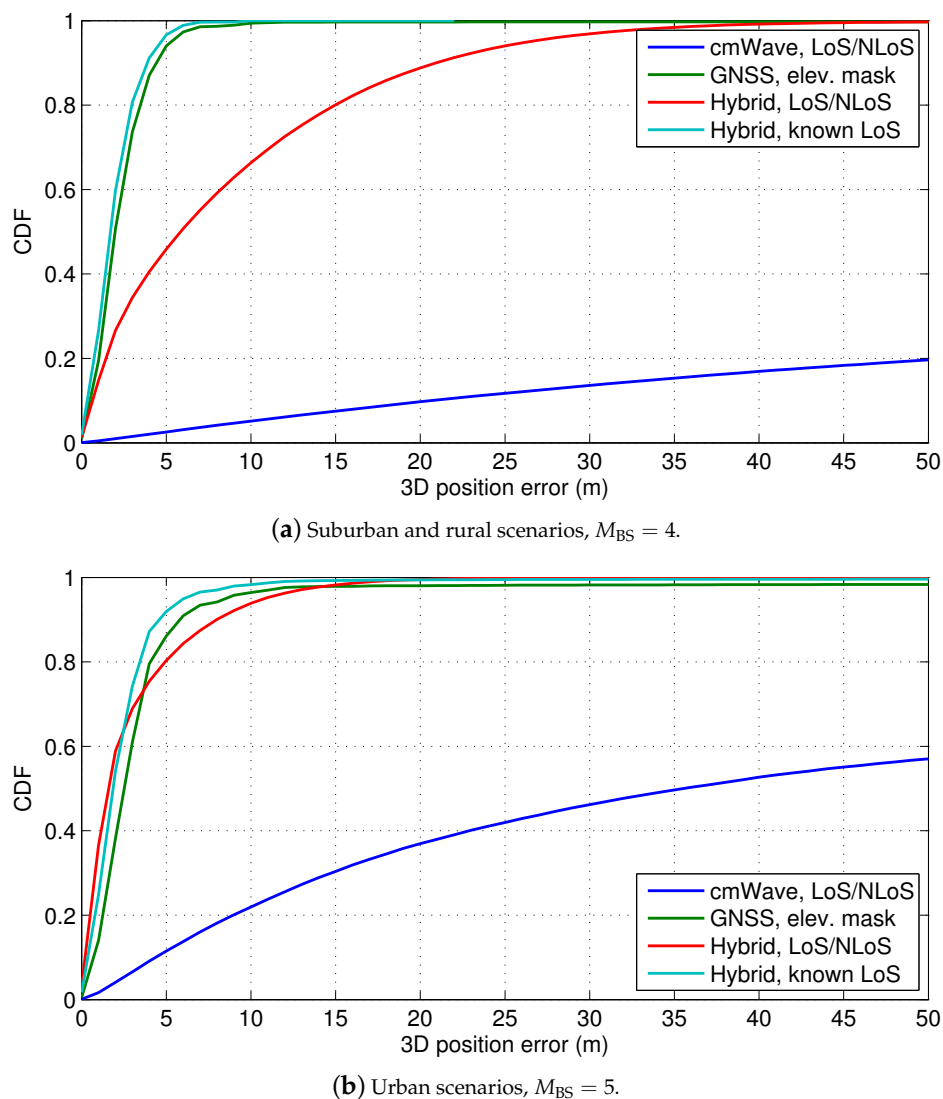 1
0.8
0.6
0.4
0.2
0
CDF
cmWave, LoS/NLoS
GNSS, elev. mask
Hybrid, LoS/NLoS
Hybrid, known LoS
0 5 10 15 20 25 30 35 40 45 50
3D position error (m)
(a) Suburban and rural scenarios, M_BS = 4.
1
0.8
0.6
0.4
0.2
0
CDF
cmWave, LoS/NLoS
GNSS, elev. mask
Hybrid, LoS/NLoS
Hybrid, known LoS
0 5 10 15 20 25 30 35 40 45 50
3D position error (m)
(b) Urban scenarios, M_BS = 5.